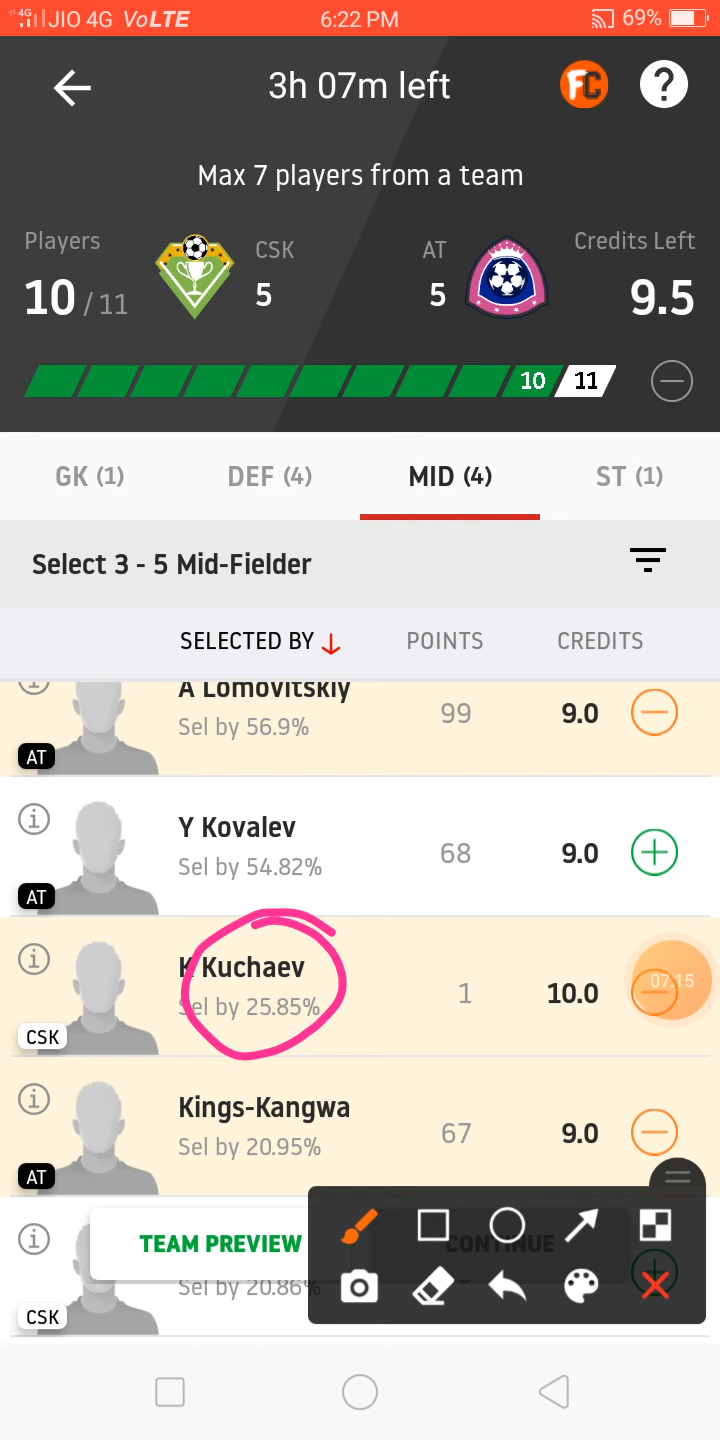 4G JIO 4G VoLTE 6:22 PM 69%
3h 07m left FC ?
Max 7 players from a team
Players CSK AT Credits Left
10 / 11 5 5 9.5
10 11
GK (1) DEF (4) MID (4) ST (1)
Select 3 - 5 Mid-Fielder
SELECTED BY POINTS CREDITS
A Lomovitskiy
Sel by 56.9% 99 9.0
AT
Y Kovalev
Sel by 54.82% 68 9.0
AT
K Kuchaev
Sel by 25.85% 1 10.0 07:15
CSK
Kings-Kangwa
Sel by 20.95% 67 9.0
AT
TEAM PREVIEW CONTINUE
Sel by 20.86%
CSK